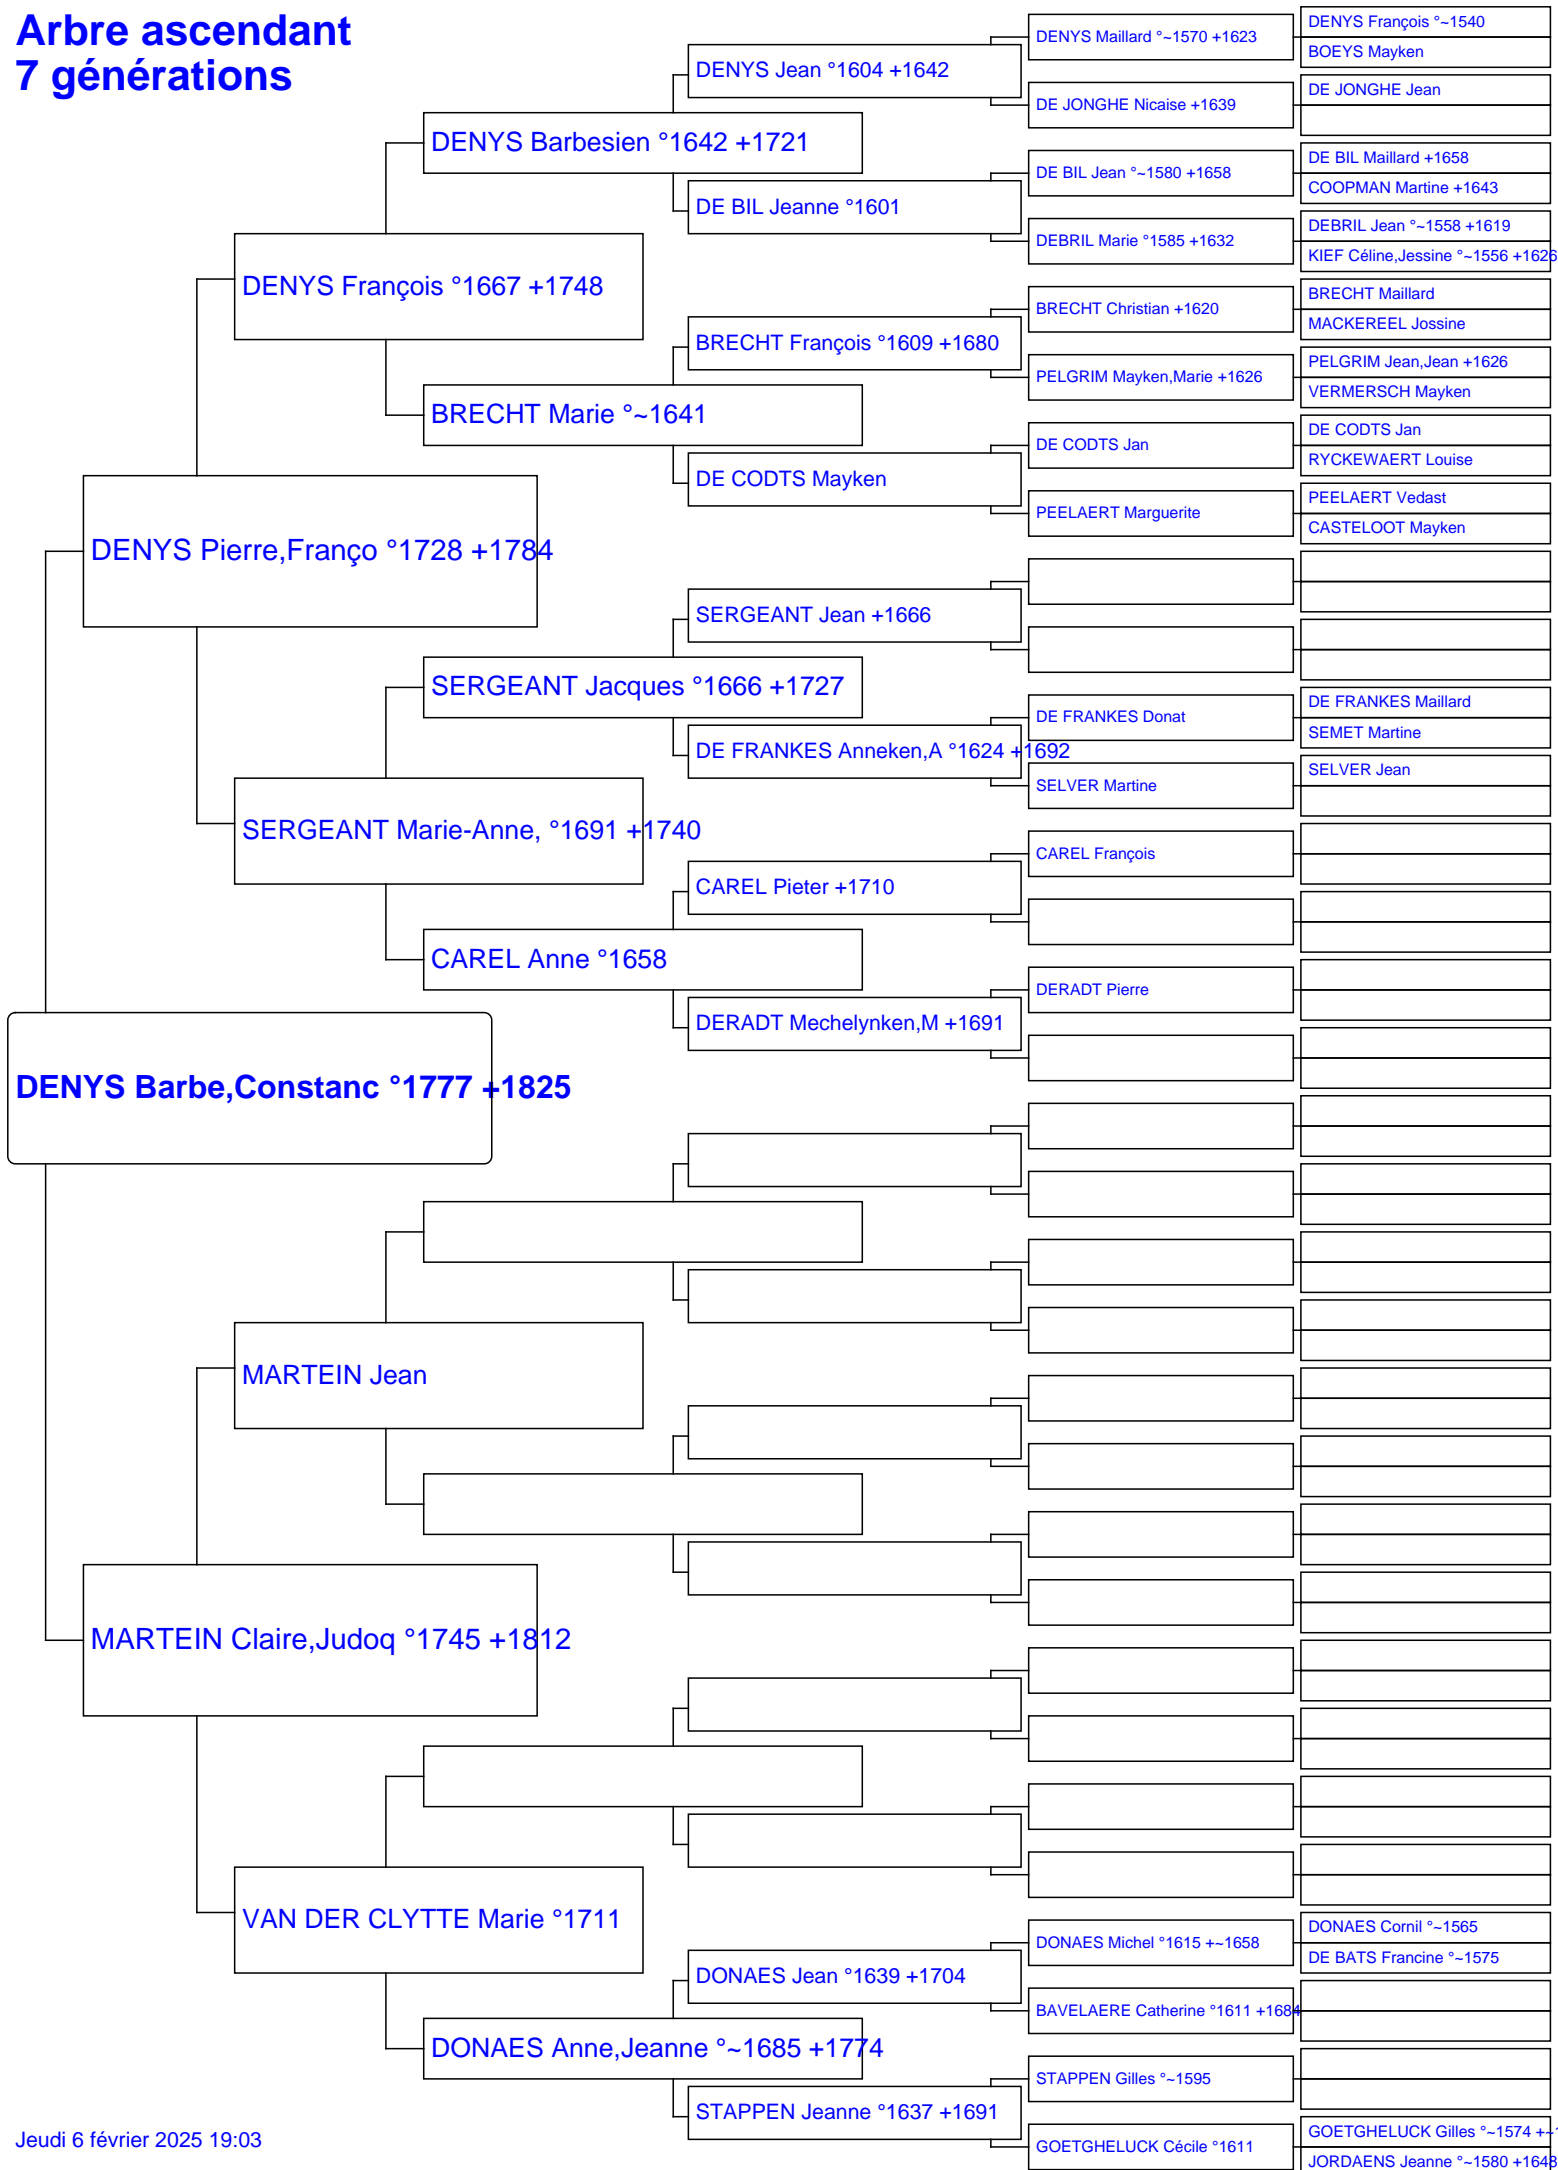 Arbre ascendant
7 générations
DENYS Barbe,Constanc °1777 +1825
DENYS Pierre,Franço °1728 +1784
MARTEIN Claire,Judoq °1745 +1812
DENYS François °1667 +1748
SERGEANT Marie-Anne, °1691 +1740
MARTEIN Jean
VAN DER CLYTTE Marie °1711
DENYS Barbesien °1642 +1721
BRECHT Marie °~1641
SERGEANT Jacques °1666 +1727
CAREL Anne °1658
DONAES Anne,Jeanne °~1685 +1774
DENYS Jean °1604 +1642
DE BIL Jeanne °1601
BRECHT François °1609 +1680
DE CODTS Mayken
SERGEANT Jean +1666
DE FRANKES Anneken,A °1624 +1692
CAREL Pieter +1710
DERADT Mechelynken,M +1691
DONAES Jean °1639 +1704
STAPPEN Jeanne °1637 +1691
DENYS Maillard °~1570 +1623
DE JONGHE Nicaise +1639
DE BIL Jean °~1580 +1658
DEBRIL Marie °1585 +1632
BRECHT Christian +1620
PELGRIM Mayken,Marie +1626
DE CODTS Jan
PEELAERT Marguerite
DE FRANKES Donat
SELVER Martine
CAREL François
DERADT Pierre
DONAES Michel °1615 +~1658
BAVELAERE Catherine °1611 +1684
STAPPEN Gilles °~1595
GOETGHELUCK Cécile °1611
DENYS François °~1540
BOEYS Mayken
DE JONGHE Jean
DE BIL Maillard +1658
COOPMAN Martine +1643
DEBRIL Jean °~1558 +1619
KIEF Céline,Jessine °~1556 +1626
BRECHT Maillard
MACKEREEL Jossine
PELGRIM Jean,Jean +1626
VERMERSCH Mayken
DE CODTS Jan
RYCKEWAERT Louise
PEELAERT Vedast
CASTELOOT Mayken
DE FRANKES Maillard
SEMET Martine
SELVER Jean
DONAES Cornil °~1565
DE BATS Francine °~1575
GOETGHELUCK Gilles °~1574
JORDAENS Jeanne °~1580 +1648
Jeudi 6 février 2025 19:03